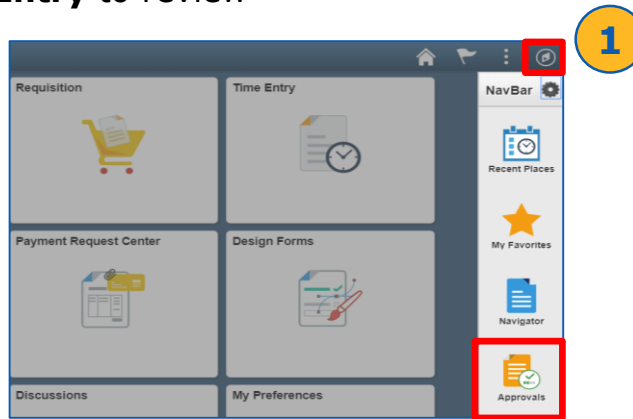 Entry to review
1
Requisition
Time Entry
NavBar
Recent Places
Payment Request Center
Design Forms
My Favorites
Navigator
Discussions
My Preferences
Approvals